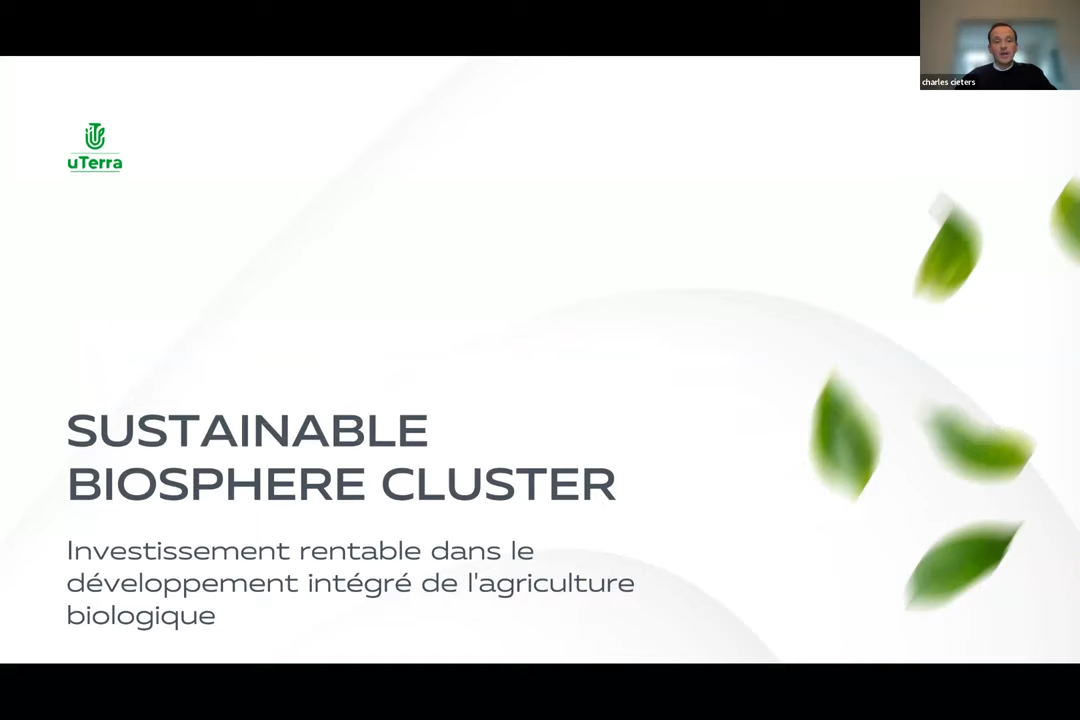 charles cieters
uTerra
SUSTAINABLE
BIOSPHERE CLUSTER
Investissement rentable dans le
développement intégré de l'agriculture
biologique